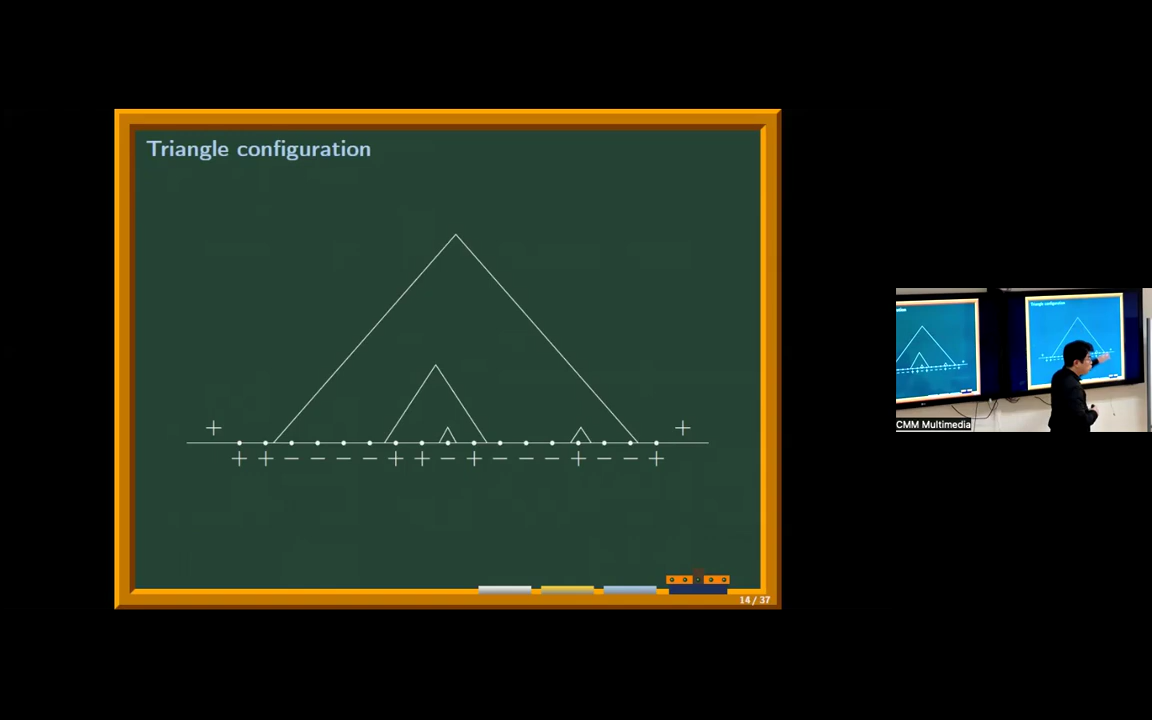 Triangle configuration
+ +
+ + − − − − + + − + − − − + − − +
14 / 37
CMM Multimedia